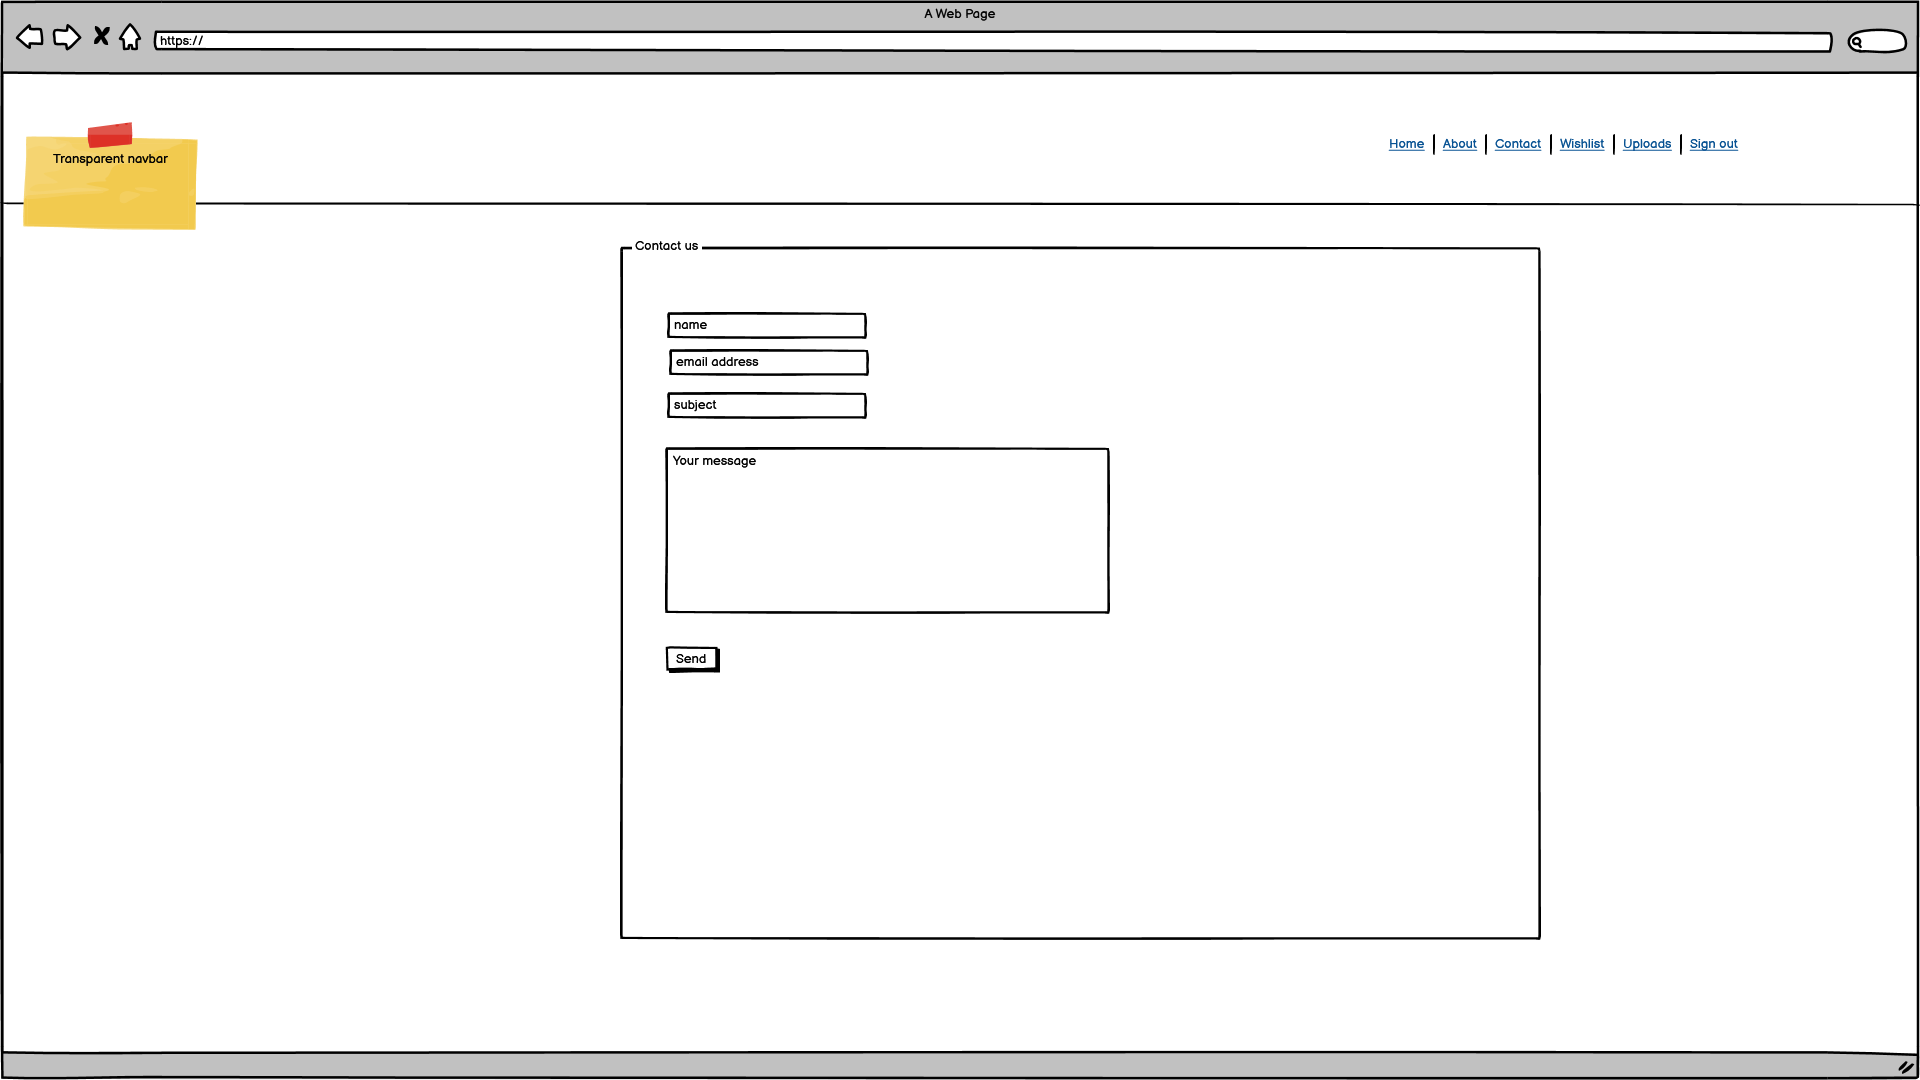 A Web Page
https://
Transparent navbar
Home About Contact Wishlist Uploads Sign out
Contact us
name
email address
subject
Your message
Send